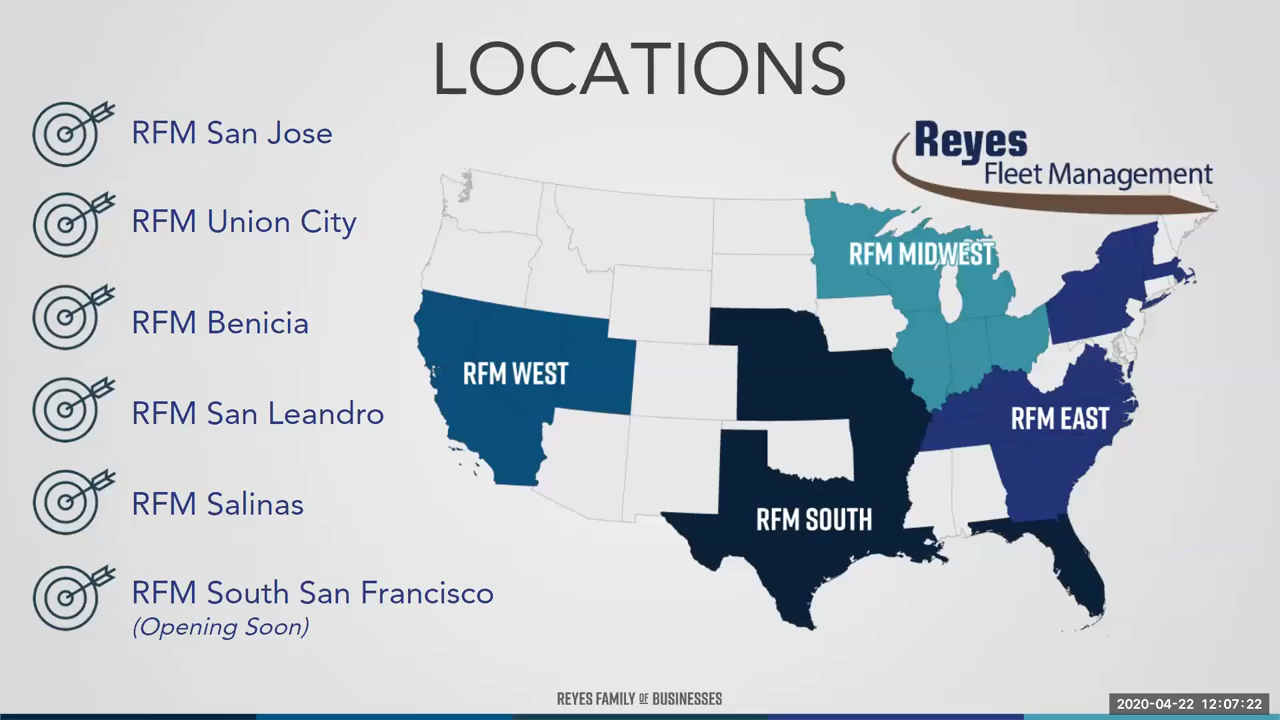 LOCATIONS
RFM San Jose
RFM Union City
RFM Benicia
RFM San Leandro
RFM Salinas
RFM South San Francisco
(Opening Soon)
Reyes
Fleet Management
RFM MIDWEST
RFM WEST
RFM EAST
RFM SOUTH
REYES FAMILY OF BUSINESSES
2020-04-22 12:07:22